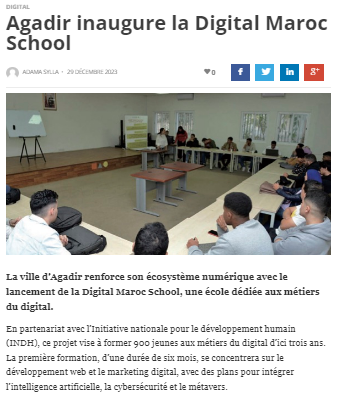 DIGITAL
Agadir inaugure la Digital Maroc
School
ADAMA SYLLA • 29 DÉCEMBRE 2023
0
La ville d'Agadir renforce son écosystème numérique avec le
lancement de la Digital Maroc School, une école dédiée aux métiers
du digital.
En partenariat avec l'Initiative nationale pour le développement humain
(INDH), ce projet vise à former 900 jeunes aux métiers du digital d'ici trois ans.
La première formation, d'une durée de six mois, se concentrera sur le
développement web et le marketing digital, avec des plans pour intégrer
l'intelligence artificielle, la cybersécurité et le métavers.